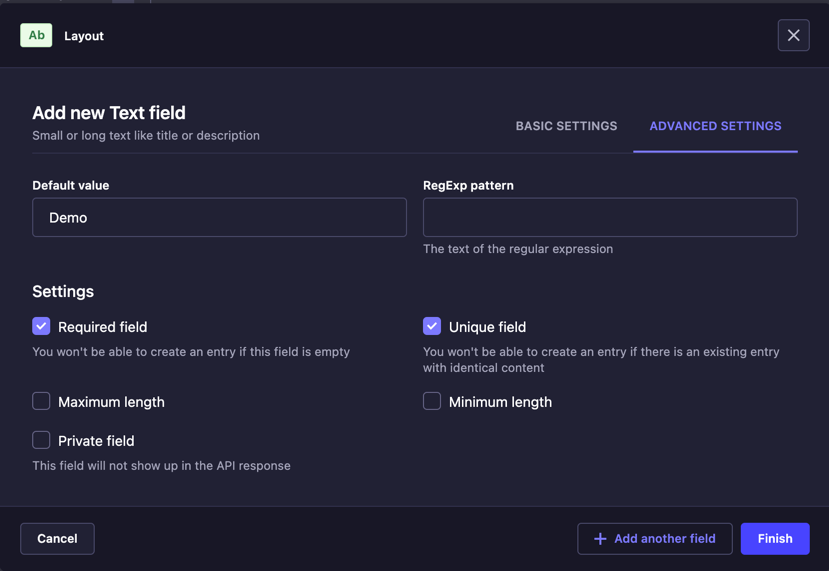 Ab Layout
Add new Text field
Small or long text like title or description
BASIC SETTINGS
ADVANCED SETTINGS
Default value
Demo
RegExp pattern
The text of the regular expression
Settings
Required field
You won't be able to create an entry if this field is empty
Unique field
You won't be able to create an entry if there is an existing entry
with identical content
Maximum length
Minimum length
Private field
This field will not show up in the API response
Cancel
Add another field
Finish